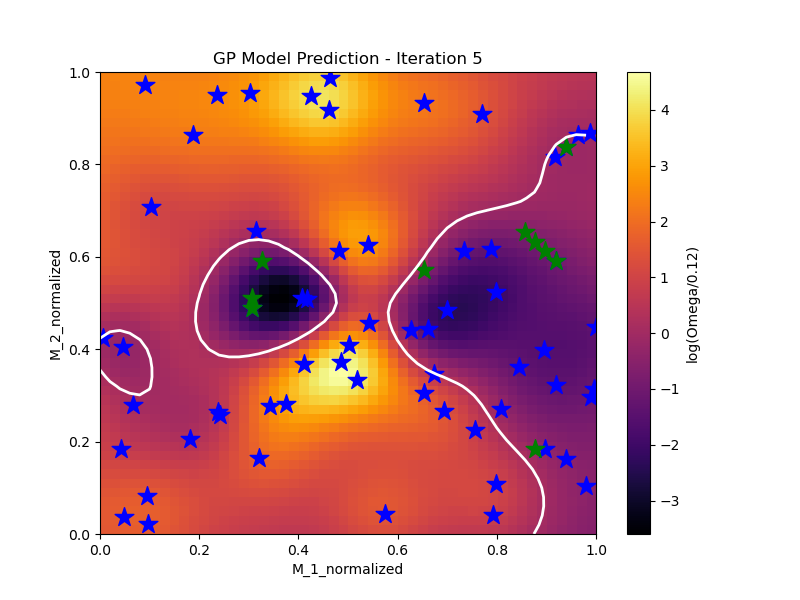 GP Model Prediction - Iteration 5
1.0
0.8
0.6
0.4
0.2
0.0
M_2_normalized
0.0 0.2 0.4 0.6 0.8 1.0
M_1_normalized
4
3
2
1
0
−1
−2
−3
log(Omega/0.12)